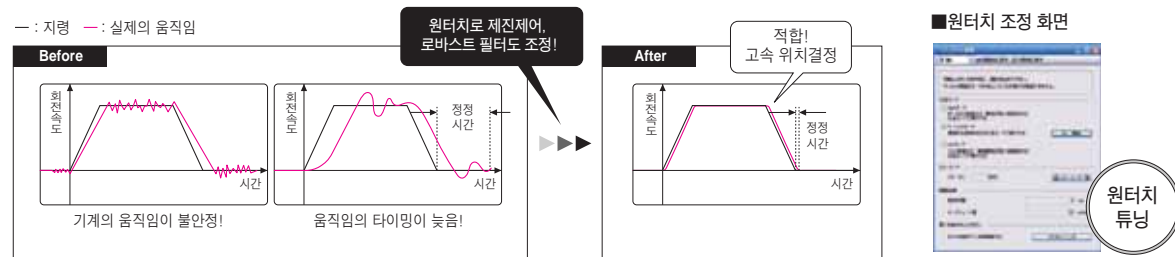 — : 지령 — : 실제의 움직임
Before
회전속도
시간
기계의 움직임이 불안정!
회전속도
정정
시간
시간
움직임의 타이밍이 늦음!
원터치로 제진제어,
로바스트 필터도 조정!
After
적합!
고속 위치결정
회전속도
정정
시간
시간
■원터치 조정 화면
원터치
튜닝